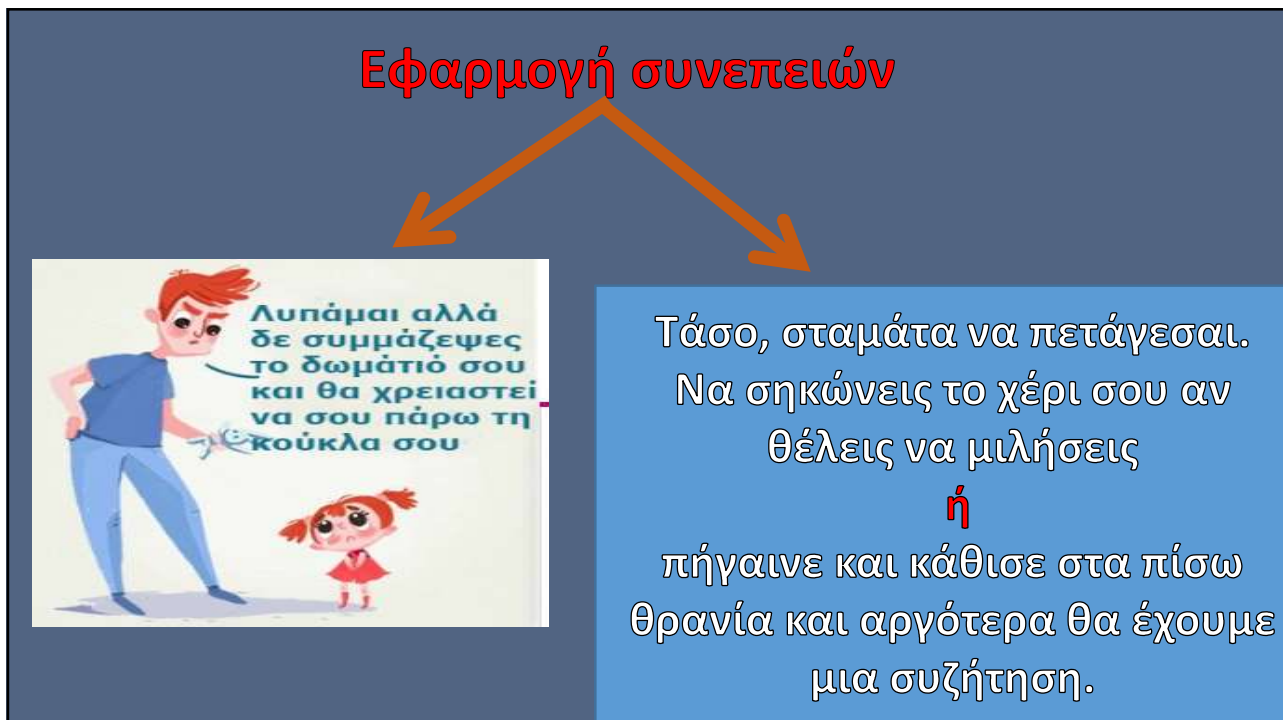 Εφαρμογή συνεπειών
Λυπάμαι αλλά
δε συμμάζεψες
το δωμάτιό σου
και θα χρειαστεί
να σου πάρω τη
κούκλα σου
Τάσο, σταμάτα να πετάγεσαι.
Να σηκώνεις το χέρι σου αν
θέλεις να μιλήσεις
ή
πήγαινε και κάθισε στα πίσω
θρανία και αργότερα θα έχουμε
μια συζήτηση.